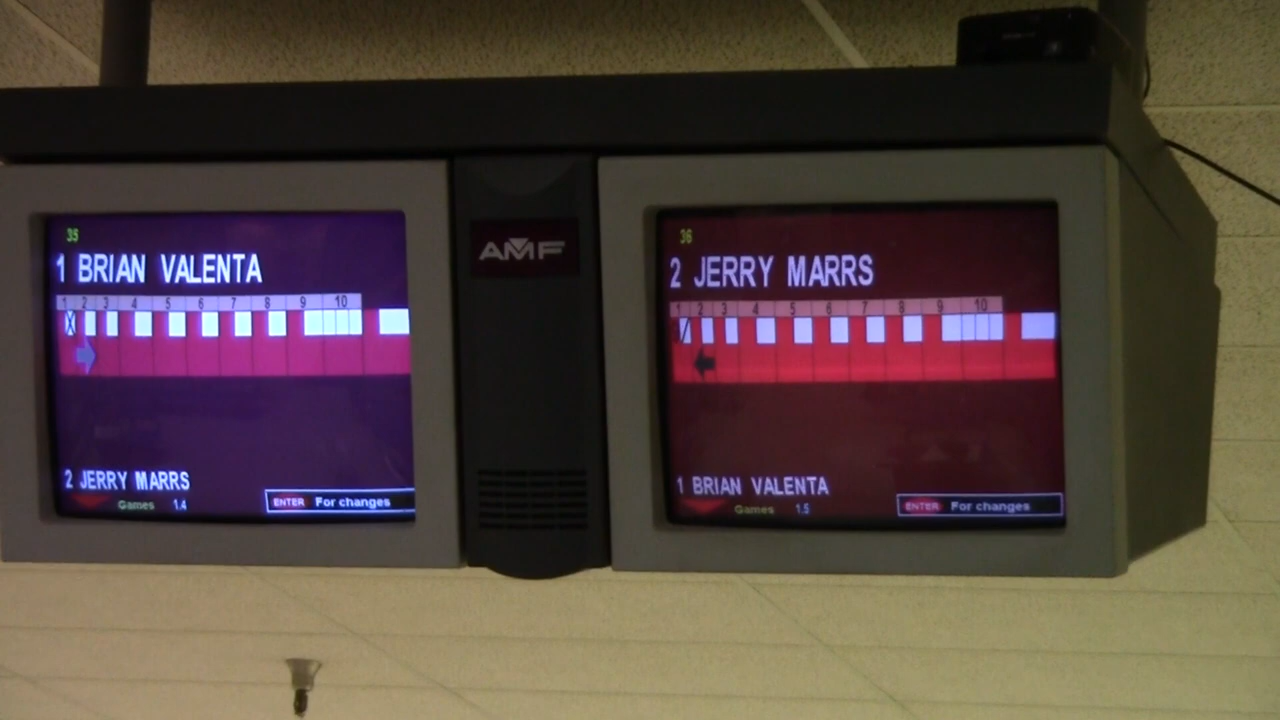 35
1 BRIAN VALENTA
1 2 3 4 5 6 7 8 9 10
X
2 JERRY MARRS
Games 1.4
ENTER For changes
AMF
36
2 JERRY MARRS
1 2 3 4 5 6 7 8 9 10
/
1 BRIAN VALENTA
Games 1.5
ENTER For changes